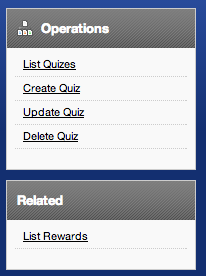 Operations
List Quizes
Create Quiz
Update Quiz
Delete Quiz
Related
List Rewards